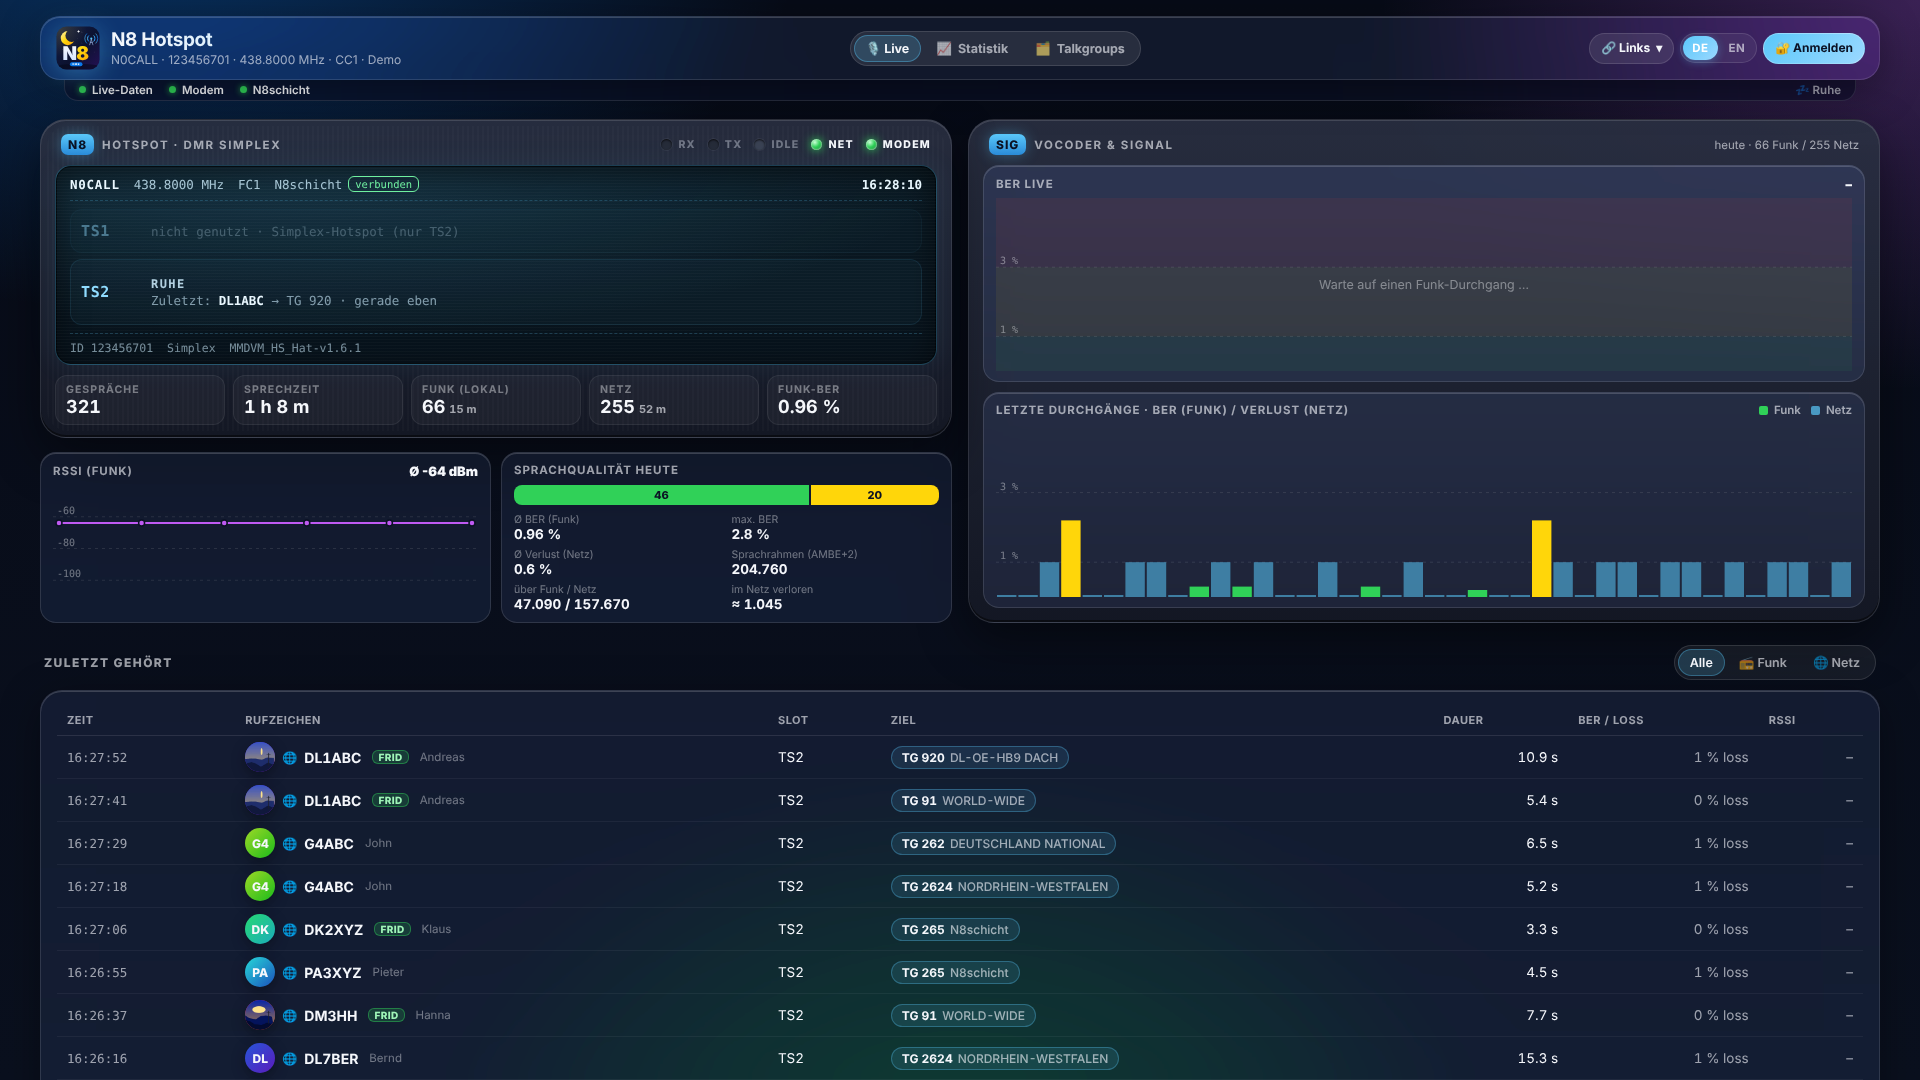 N8 Hotspot
N0CALL · 123456701 · 438.8000 MHz · CC1 · Demo
Live
Statistik
Talkgroups
Links ▾
DE EN
Anmelden
Live-Daten Modem N8schicht
Ruhe
N8 HOTSPOT · DMR SIMPLEX
RX TX IDLE NET MODEM
N0CALL 438.8000 MHz FC1 N8schicht verbunden 16:28:10
TS1 nicht genutzt · Simplex-Hotspot (nur TS2)
TS2 RUHE
Zuletzt: DL1ABC → TG 920 · gerade eben
ID 123456701 Simplex MMDVM_HS_Hat-v1.6.1
GESPRÄCHE
321
SPRECHZEIT
1 h 8 m
FUNK (LOKAL)
66 15 m
NETZ
255 52 m
FUNK-BER
0.96 %
SIG VOCODER & SIGNAL
heute · 66 Funk / 255 Netz
BER LIVE –
3 %
Warte auf einen Funk-Durchgang ...
1 %
LETZTE DURCHGÄNGE · BER (FUNK) / VERLUST (NETZ)
Funk Netz
3 %
1 %
RSSI (FUNK) Ø -64 dBm
-60
-80
-100
SPRACHQUALITÄT HEUTE
46 20
Ø BER (Funk)
0.96 %
max. BER
2.8 %
Ø Verlust (Netz)
0.6 %
Sprachrahmen (AMBE+2)
204.760
über Funk / Netz
47.090 / 157.670
im Netz verloren
≈ 1.045
ZULETZT GEHÖRT
Alle Funk Netz
ZEIT RUFZEICHEN SLOT ZIEL DAUER BER / LOSS RSSI
16:27:52 DL1ABC FRID Andreas TS2 TG 920 DL-OE-HB9 DACH 10.9 s 1 % loss –
16:27:41 DL1ABC FRID Andreas TS2 TG 91 WORLD-WIDE 5.4 s 0 % loss –
16:27:29 G4 G4ABC John TS2 TG 262 DEUTSCHLAND NATIONAL 6.5 s 1 % loss –
16:27:18 G4 G4ABC John TS2 TG 2624 NORDRHEIN-WESTFALEN 5.2 s 1 % loss –
16:27:06 DK DK2XYZ FRID Klaus TS2 TG 265 N8schicht 3.3 s 0 % loss –
16:26:55 PA PA3XYZ Pieter TS2 TG 265 N8schicht 4.5 s 1 % loss –
16:26:37 DM3HH FRID Hanna TS2 TG 91 WORLD-WIDE 7.7 s 0 % loss –
16:26:16 DL DL7BER Bernd TS2 TG 2624 NORDRHEIN-WESTFALEN 15.3 s 1 % loss –